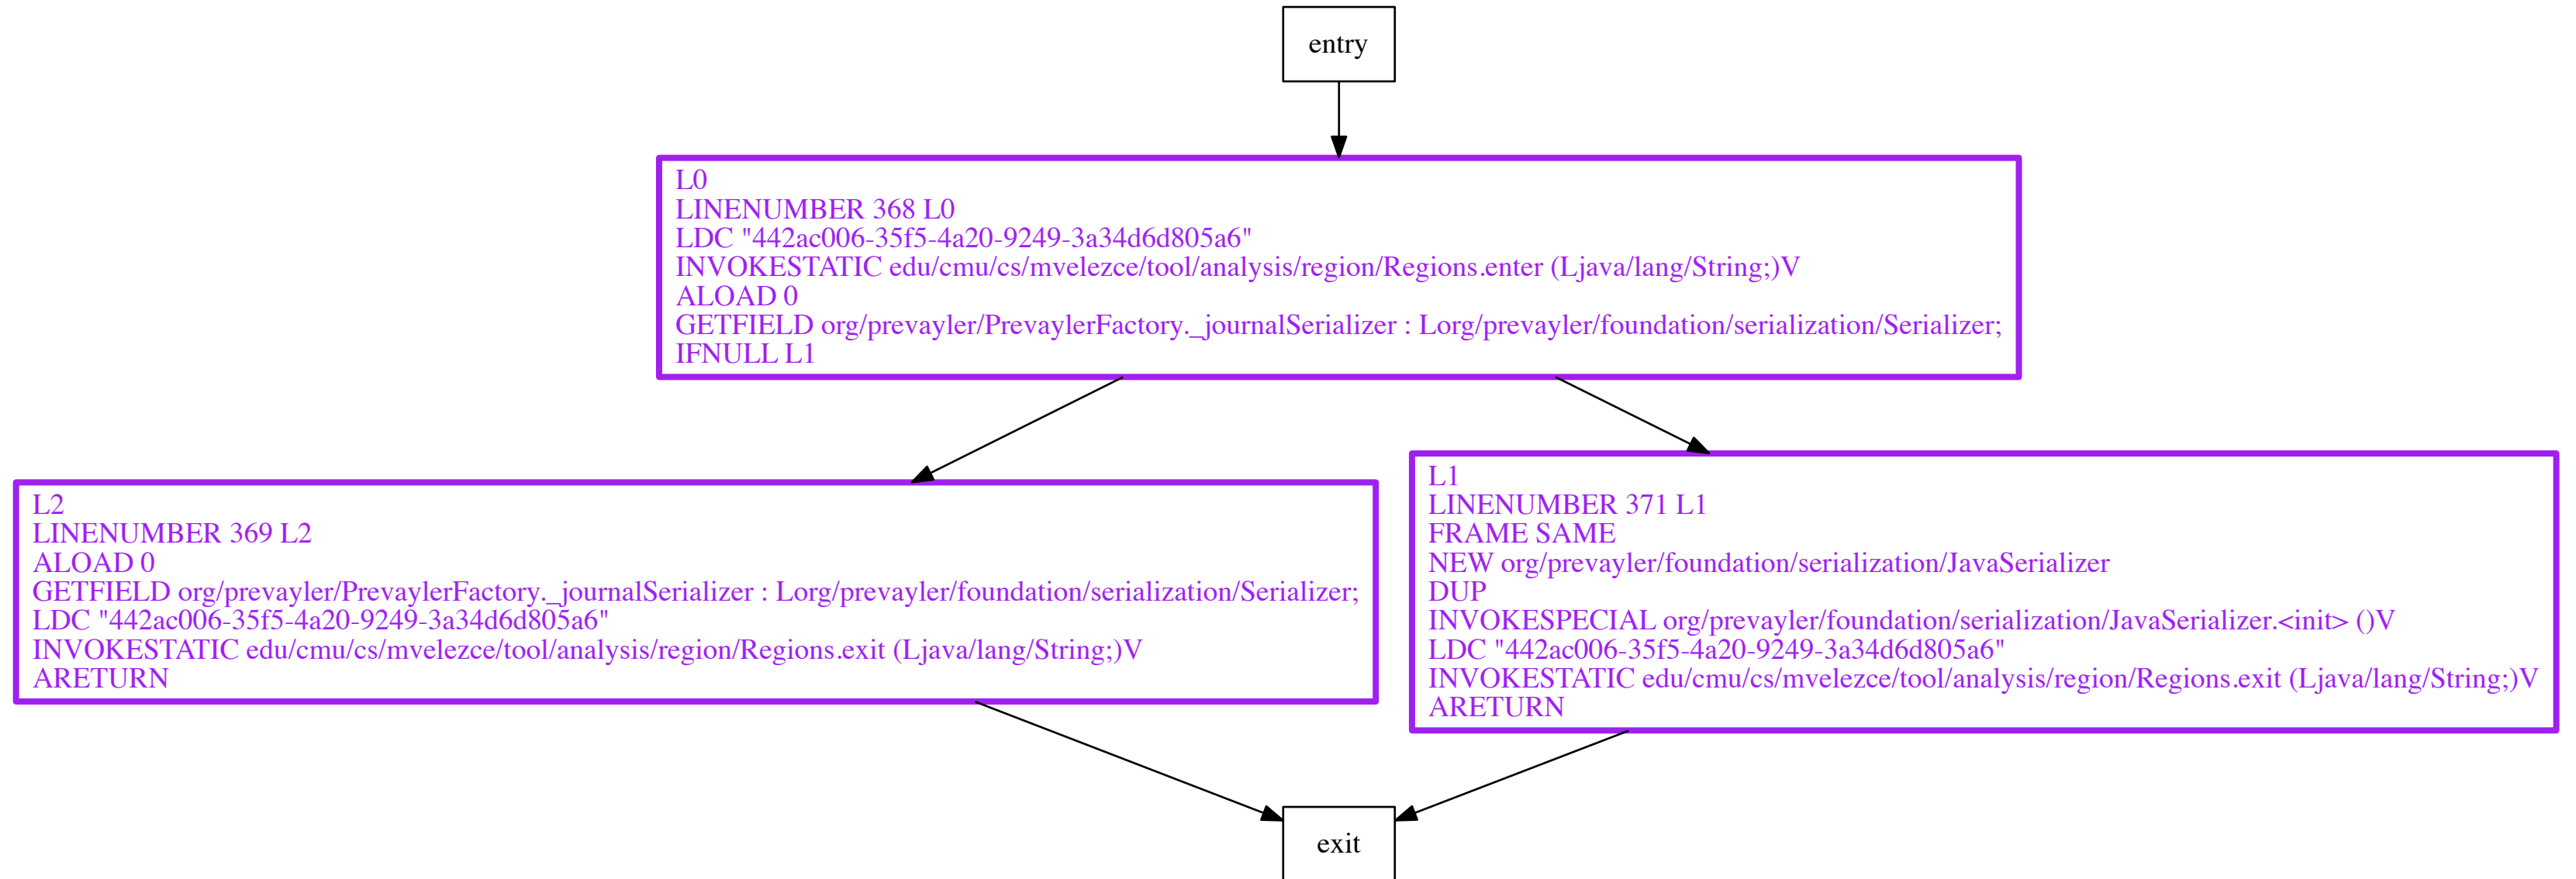 entry
L0
LINENUMBER 368 L0
LDC "442ac006-35f5-4a20-9249-3a34d6d805a6"
INVOKESTATIC edu/cmu/cs/mvelezce/tool/analysis/region/Regions.enter (Ljava/lang/String;)V
ALOAD 0
GETFIELD org/prevayler/PrevaylerFactory._journalSerializer : Lorg/prevayler/foundation/serialization/Serializer;
IFNULL L1
L2
LINENUMBER 369 L2
ALOAD 0
GETFIELD org/prevayler/PrevaylerFactory._journalSerializer : Lorg/prevayler/foundation/serialization/Serializer;
LDC "442ac006-35f5-4a20-9249-3a34d6d805a6"
INVOKESTATIC edu/cmu/cs/mvelezce/tool/analysis/region/Regions.exit (Ljava/lang/String;)V
ARETURN
L1
LINENUMBER 371 L1
FRAME SAME
NEW org/prevayler/foundation/serialization/JavaSerializer
DUP
INVOKESPECIAL org/prevayler/foundation/serialization/JavaSerializer.<init> ()V
LDC "442ac006-35f5-4a20-9249-3a34d6d805a6"
INVOKESTATIC edu/cmu/cs/mvelezce/tool/analysis/region/Regions.exit (Ljava/lang/String;)V
ARETURN
exit